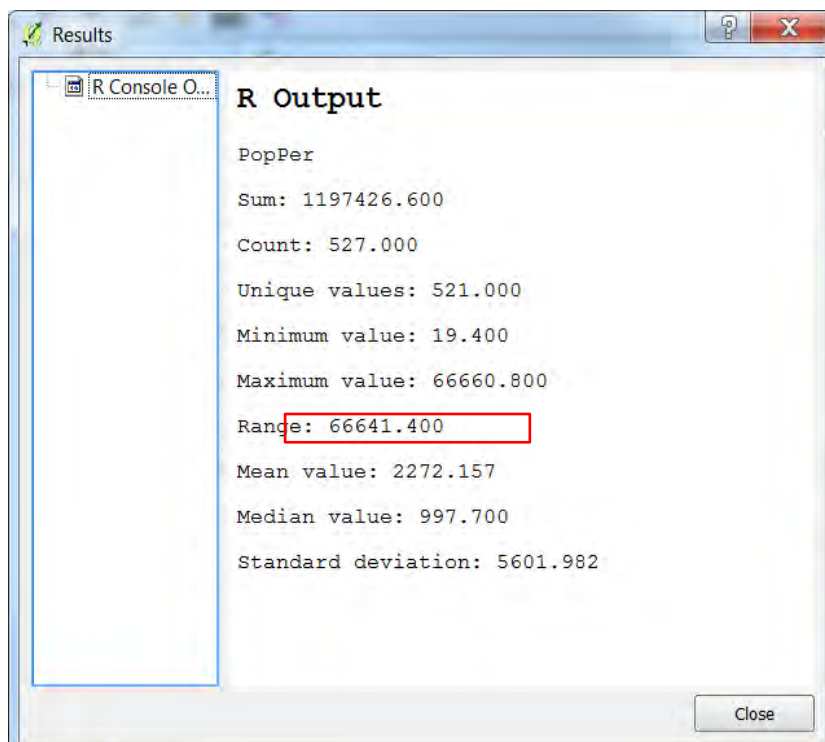 Results
?
X
R Console O...
R Output
PopPer
Sum: 1197426.600
Count: 527.000
Unique values: 521.000
Minimum value: 19.400
Maximum value: 66660.800
Range: 66641.400
Mean value: 2272.157
Median value: 997.700
Standard deviation: 5601.982
Close